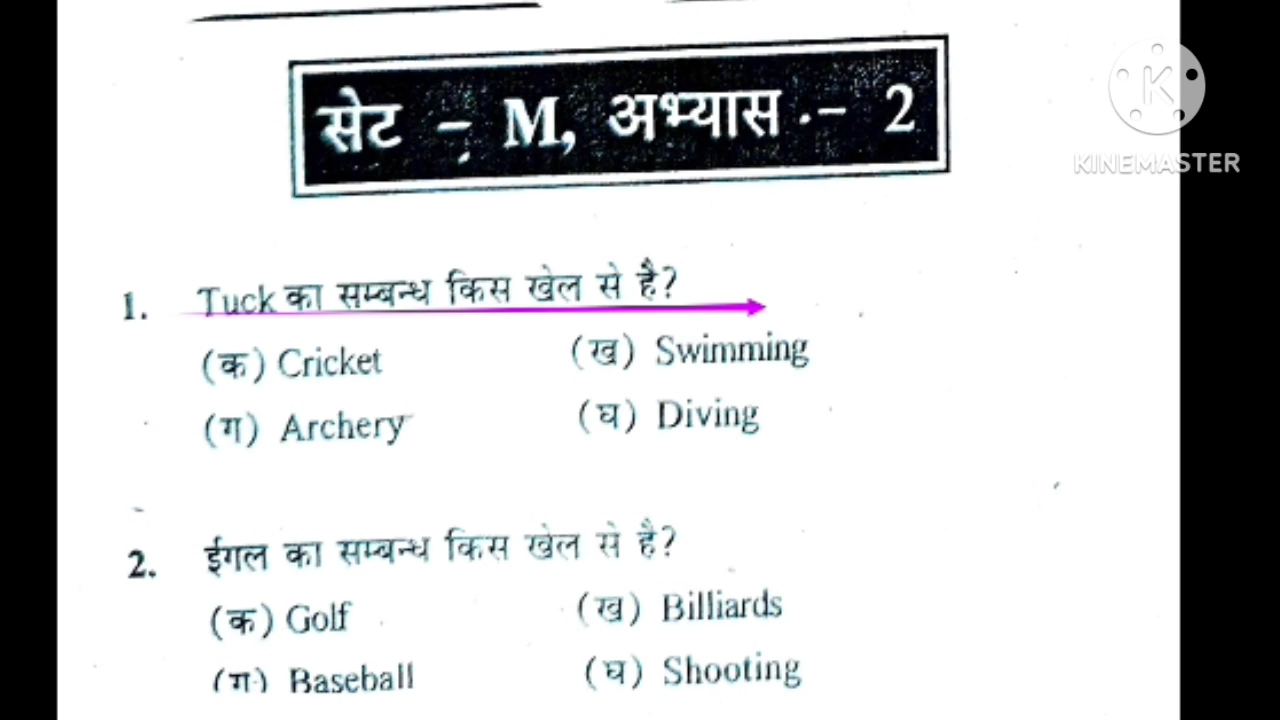 सेट - M, अभ्यास .- 2
KINEMASTER
1. Tuck का सम्बन्ध किस खेल से है?
(क) Cricket (ख) Swimming
(ग) Archery (घ) Diving
2. ईगल का सम्बन्ध किस खेल से है?
(क) Golf (ख) Billiards
(ग) Baseball (घ) Shooting